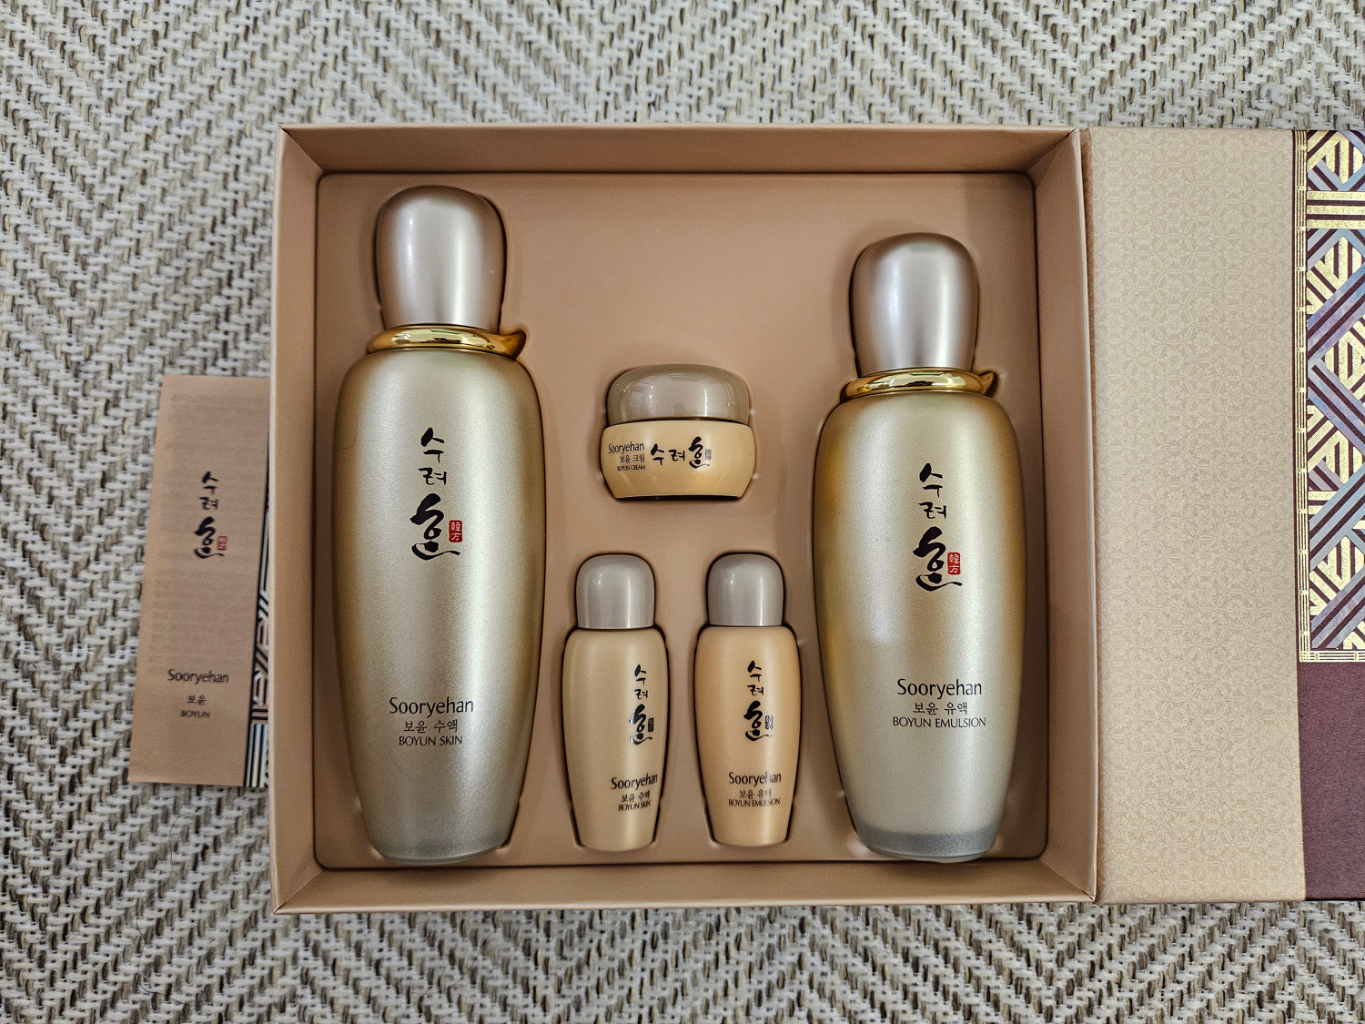 수
려
한
Sooryehan
보윤
BOYUN
수
려
한
韓
方
Sooryehan
보윤 수액
BOYUN SKIN
Sooryehan
보윤 크림
BOYUN CREAM
수려한
수
려
한
Sooryehan
보윤 수액
BOYUN SKIN
수
려
한
Sooryehan
보윤 유액
BOYUN EMULSION
수
려
한
韓
方
Sooryehan
보윤 유액
BOYUN EMULSION